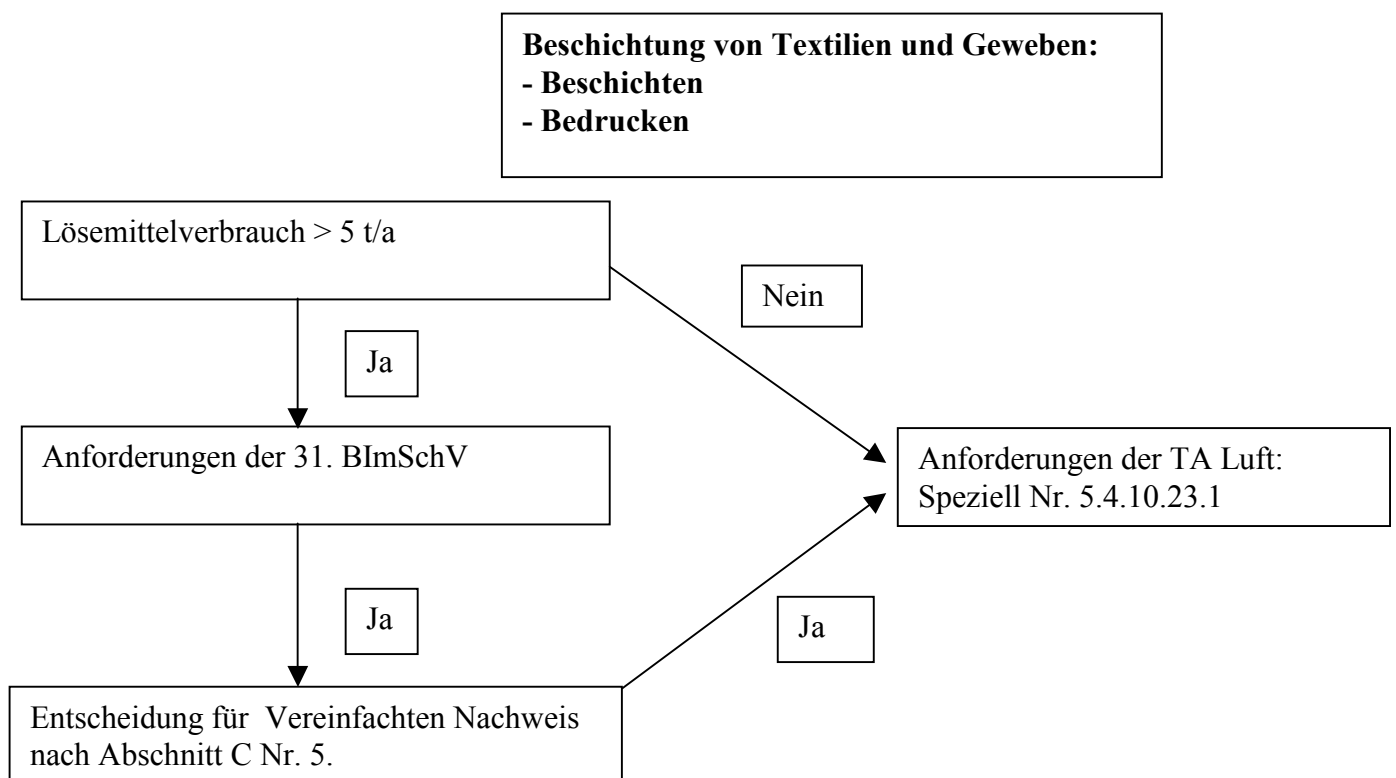 Beschichtung von Textilien und Geweben:
- Beschichten
- Bedrucken
Lösemittelverbrauch > 5 t/a
Nein
Ja
Anforderungen der 31. BImSchV
Anforderungen der TA Luft:
Speziell Nr. 5.4.10.23.1
Ja
Ja
Entscheidung für Vereinfachten Nachweis
nach Abschnitt C Nr. 5.